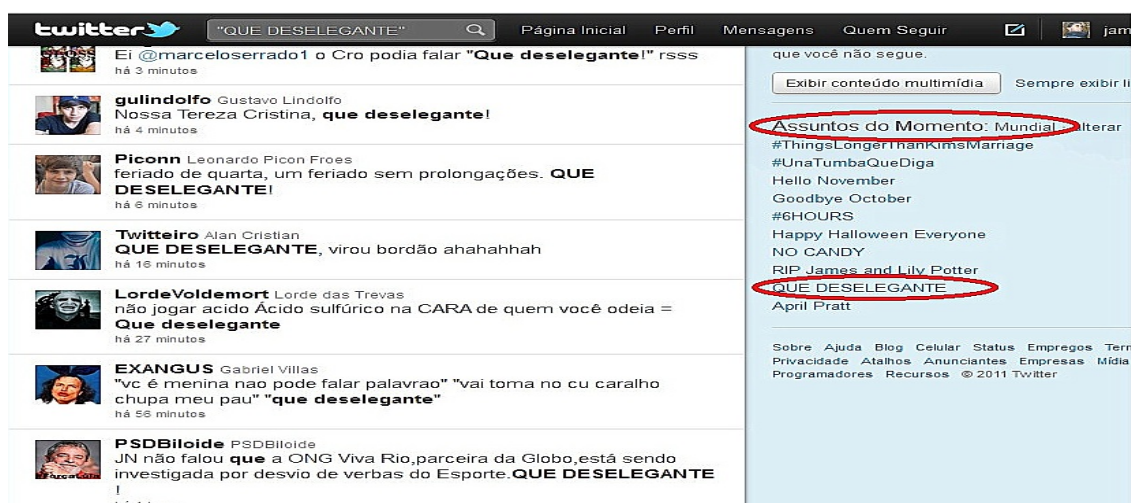 twitter "QUE DESELEGANTE" Página Inicial Perfil Mensagens Quem Seguir jam
Ei @marceloserrado1 o Cro podia falar "Que deselegante!" rsss
há 3 minutos
gulindolfo Gustavo Lindolfo
Nossa Tereza Cristina, que deselegante!
há 4 minutos
Piconn Leonardo Picon Froes
feriado de quarta, um feriado sem prolongações. QUE
DESELEGANTE!
há 6 minutos
Twitteiro Alan Cristian
QUE DESELEGANTE, virou bordão ahahahhah
há 16 minutos
LordeVoldemort Lorde das Trevas
não jogar acido Ácido sulfúrico na CARA de quem você odeia =
Que deselegante
há 27 minutos
EXANGUS Gabriel Villas
"vc é menina nao pode falar palavrao" "vai toma no cu caralho
chupa meu pau" "que deselegante"
há 56 minutos
PSDBiloide PSDBiloide
JN não falou que a ONG Viva Rio,parceira da Globo,está sendo
investigada por desvio de verbas do Esporte.QUE DESELEGANTE
!
que você não segue.
Exibir conteúdo multimídia Sempre exibir li
Assuntos do Momento: Mundial · alterar
#ThingsLongerThanKimsMarriage
#UnaTumbaQueDiga
Hello November
Goodbye October
#6HOURS
Happy Halloween Everyone
NO CANDY
RIP James and Lily Potter
QUE DESELEGANTE
April Pratt
Sobre Ajuda Blog Celular Status Empregos Term
Privacidade Atalhos Anunciantes Empresas Mídia
Programadores Recursos © 2011 Twitter